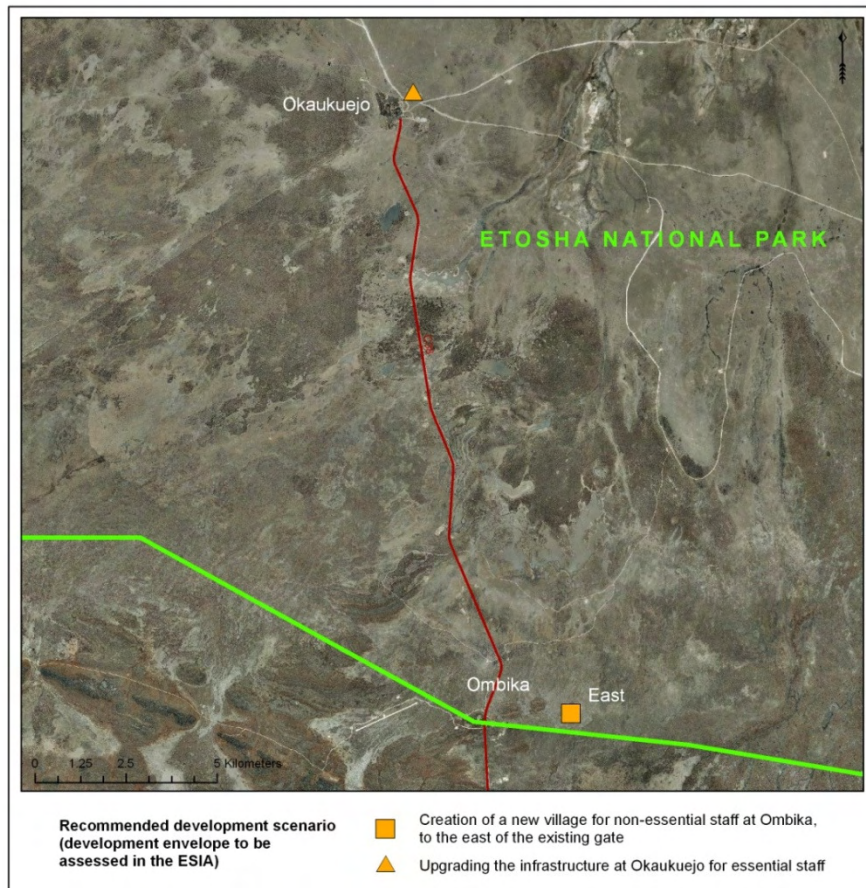 Okaukuejo
ETOSHA NATIONAL PARK
Ombika
East
0 1.25 2.5 5 Kilometers
Recommended development scenario
(development envelope to be
assessed in the ESIA)
Creation of a new village for non-essential staff at Ombika,
to the east of the existing gate
Upgrading the infrastructure at Okaukuejo for essential staff